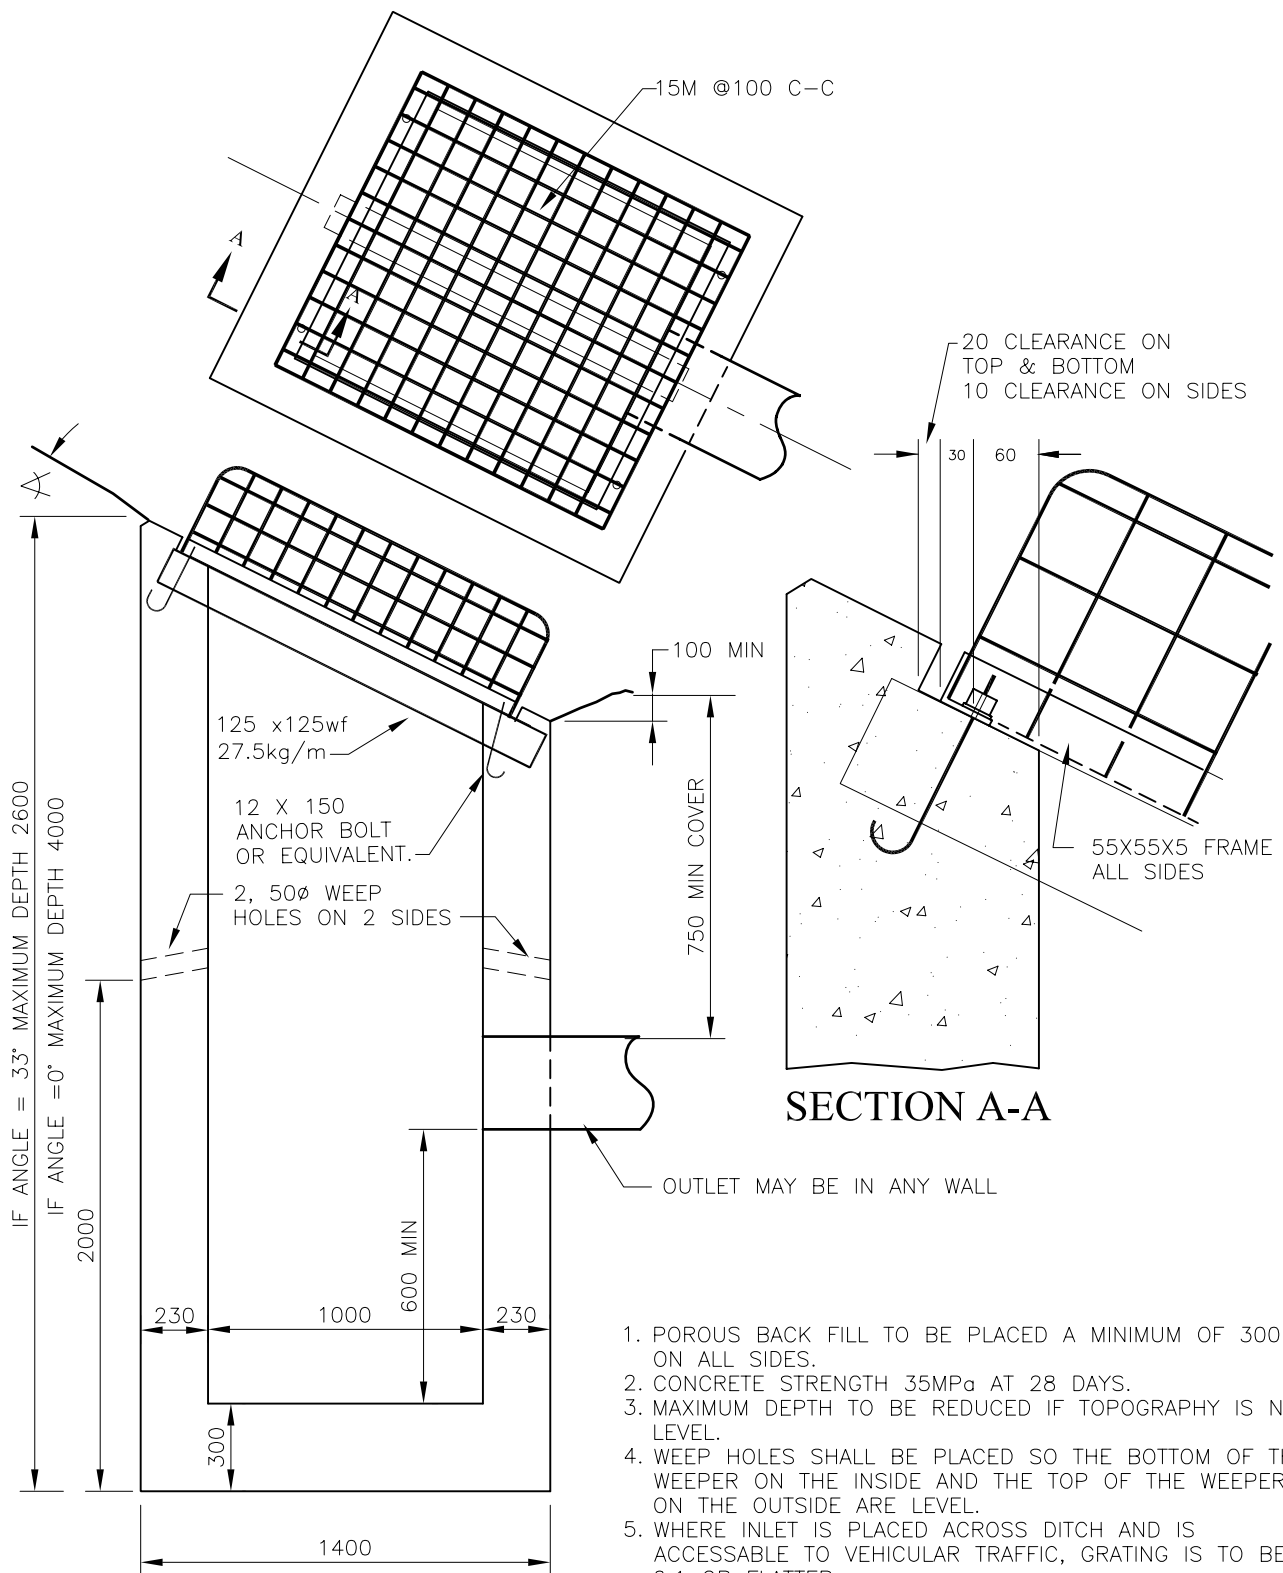 15M @100 C-C
A
A
20 CLEARANCE ON
TOP & BOTTOM
10 CLEARANCE ON SIDES
30
60
100 MIN
125 x125wf
27.5kg/m
12 X 150
ANCHOR BOLT
OR EQUIVALENT.
2, 50ø WEEP
HOLES ON 2 SIDES
750 MIN COVER
55X55X5 FRAME
ALL SIDES
SECTION A-A
OUTLET MAY BE IN ANY WALL
IF ANGLE = 33° MAXIMUM DEPTH 2600
IF ANGLE =0° MAXIMUM DEPTH 4000
2000
600 MIN
230
1000
230
300
1400
1. POROUS BACK FILL TO BE PLACED A MINIMUM OF 300
ON ALL SIDES.
2. CONCRETE STRENGTH 35MPa AT 28 DAYS.
3. MAXIMUM DEPTH TO BE REDUCED IF TOPOGRAPHY IS
LEVEL.
4. WEEP HOLES SHALL BE PLACED SO THE BOTTOM OF
WEEPER ON THE INSIDE AND THE TOP OF THE WEEPER
ON THE OUTSIDE ARE LEVEL.
5. WHERE INLET IS PLACED ACROSS DITCH AND IS
ACCESSABLE TO VEHICULAR TRAFFIC, GRATING IS TO BE
OR FLATTER